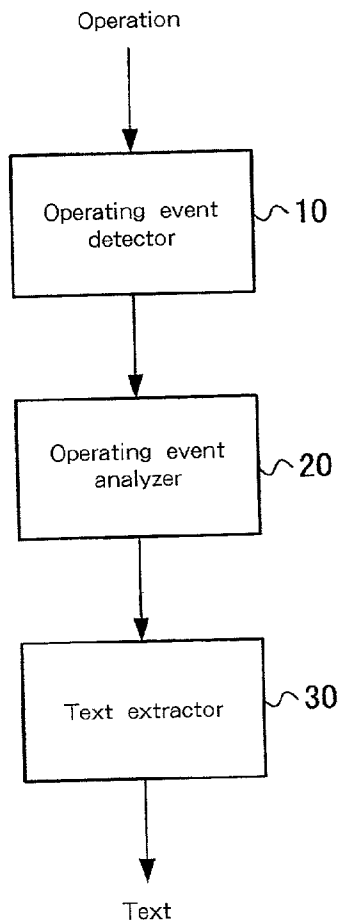 Operation
Operating event
detector
10
Operating event
analyzer
20
Text extractor
30
Text